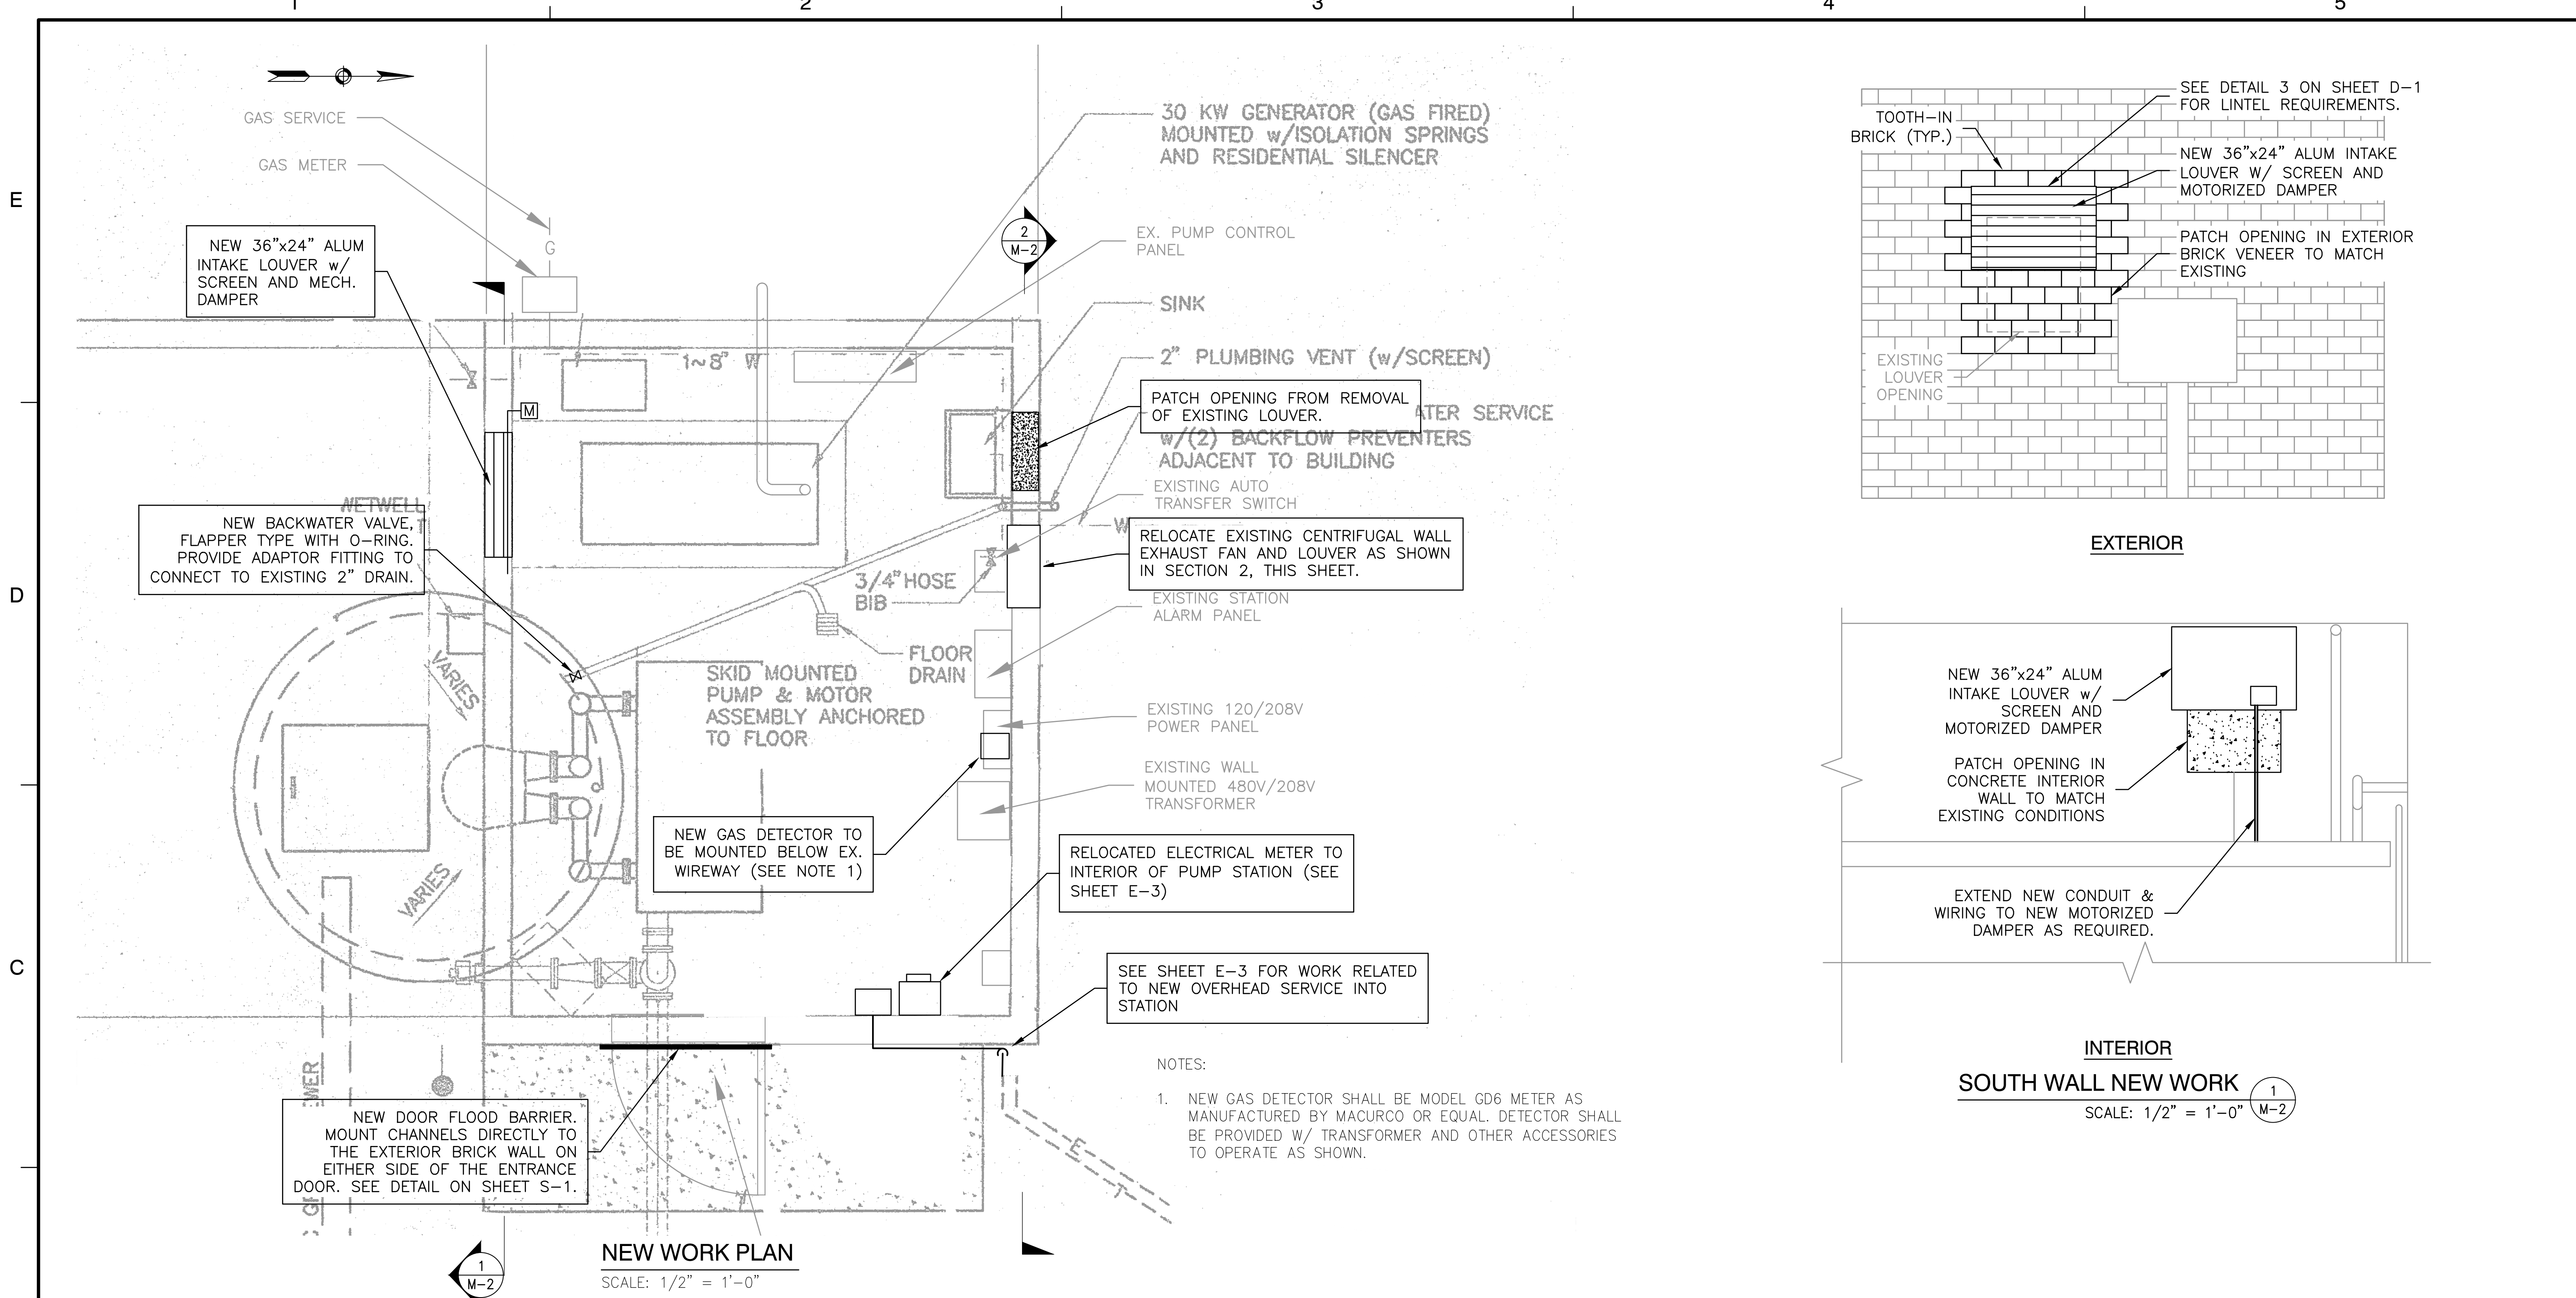 1
2
3
4
5
E
D
C
GAS SERVICE
GAS METER
G
NEW 36"x24" ALUM
INTAKE LOUVER w/
SCREEN AND MECH.
DAMPER
2
M-2
30 KW GENERATOR (GAS FIRED)
MOUNTED w/ISOLATION SPRINGS
AND RESIDENTIAL SILENCER
EX. PUMP CONTROL
PANEL
SINK
2" PLUMBING VENT (w/SCREEN)
PATCH OPENING FROM REMOVAL
OF EXISTING LOUVER.
ATER SERVICE
w/(2) BACKFLOW PREVENTERS
ADJACENT TO BUILDING
EXISTING AUTO
TRANSFER SWITCH
W
RELOCATE EXISTING CENTRIFUGAL WALL
EXHAUST FAN AND LOUVER AS SHOWN
IN SECTION 2, THIS SHEET.
EXISTING STATION
ALARM PANEL
EXISTING 120/208V
POWER PANEL
EXISTING WALL
MOUNTED 480V/208V
TRANSFORMER
1~8" W
M
WETWELL
T
NEW BACKWATER VALVE,
FLAPPER TYPE WITH O-RING.
PROVIDE ADAPTOR FITTING TO
CONNECT TO EXISTING 2" DRAIN.
3/4"HOSE
BIB
FLOOR
DRAIN
SKID MOUNTED
PUMP & MOTOR
ASSEMBLY ANCHORED
TO FLOOR
VARIES
VARIES
NEW GAS DETECTOR TO
BE MOUNTED BELOW EX.
WIREWAY (SEE NOTE 1)
RELOCATED ELECTRICAL METER TO
INTERIOR OF PUMP STATION (SEE
SHEET E-3)
SEE SHEET E-3 FOR WORK RELATED
TO NEW OVERHEAD SERVICE INTO
STATION
WER
NEW DOOR FLOOD BARRIER.
MOUNT CHANNELS DIRECTLY TO
THE EXTERIOR BRICK WALL ON
EITHER SIDE OF THE ENTRANCE
DOOR. SEE DETAIL ON SHEET S-1.
E
T
NOTES:
1. NEW GAS DETECTOR SHALL BE MODEL GD6 METER AS
MANUFACTURED BY MACURCO OR EQUAL. DETECTOR SHALL
BE PROVIDED W/ TRANSFORMER AND OTHER ACCESSORIES
TO OPERATE AS SHOWN.
1
M-2
NEW WORK PLAN
SCALE: 1/2" = 1'-0"
TOOTH-IN
BRICK (TYP.)
SEE DETAIL 3 ON SHEET D-1
FOR LINTEL REQUIREMENTS.
NEW 36"x24" ALUM INTAKE
LOUVER W/ SCREEN AND
MOTORIZED DAMPER
PATCH OPENING IN EXTERIOR
BRICK VENEER TO MATCH
EXISTING
EXISTING
LOUVER
OPENING
EXTERIOR
NEW 36"x24" ALUM
INTAKE LOUVER w/
SCREEN AND
MOTORIZED DAMPER
PATCH OPENING IN
CONCRETE INTERIOR
WALL TO MATCH
EXISTING CONDITIONS
EXTEND NEW CONDUIT &
WIRING TO NEW MOTORIZED
DAMPER AS REQUIRED.
INTERIOR
SOUTH WALL NEW WORK
1
M-2
SCALE: 1/2" = 1'-0"